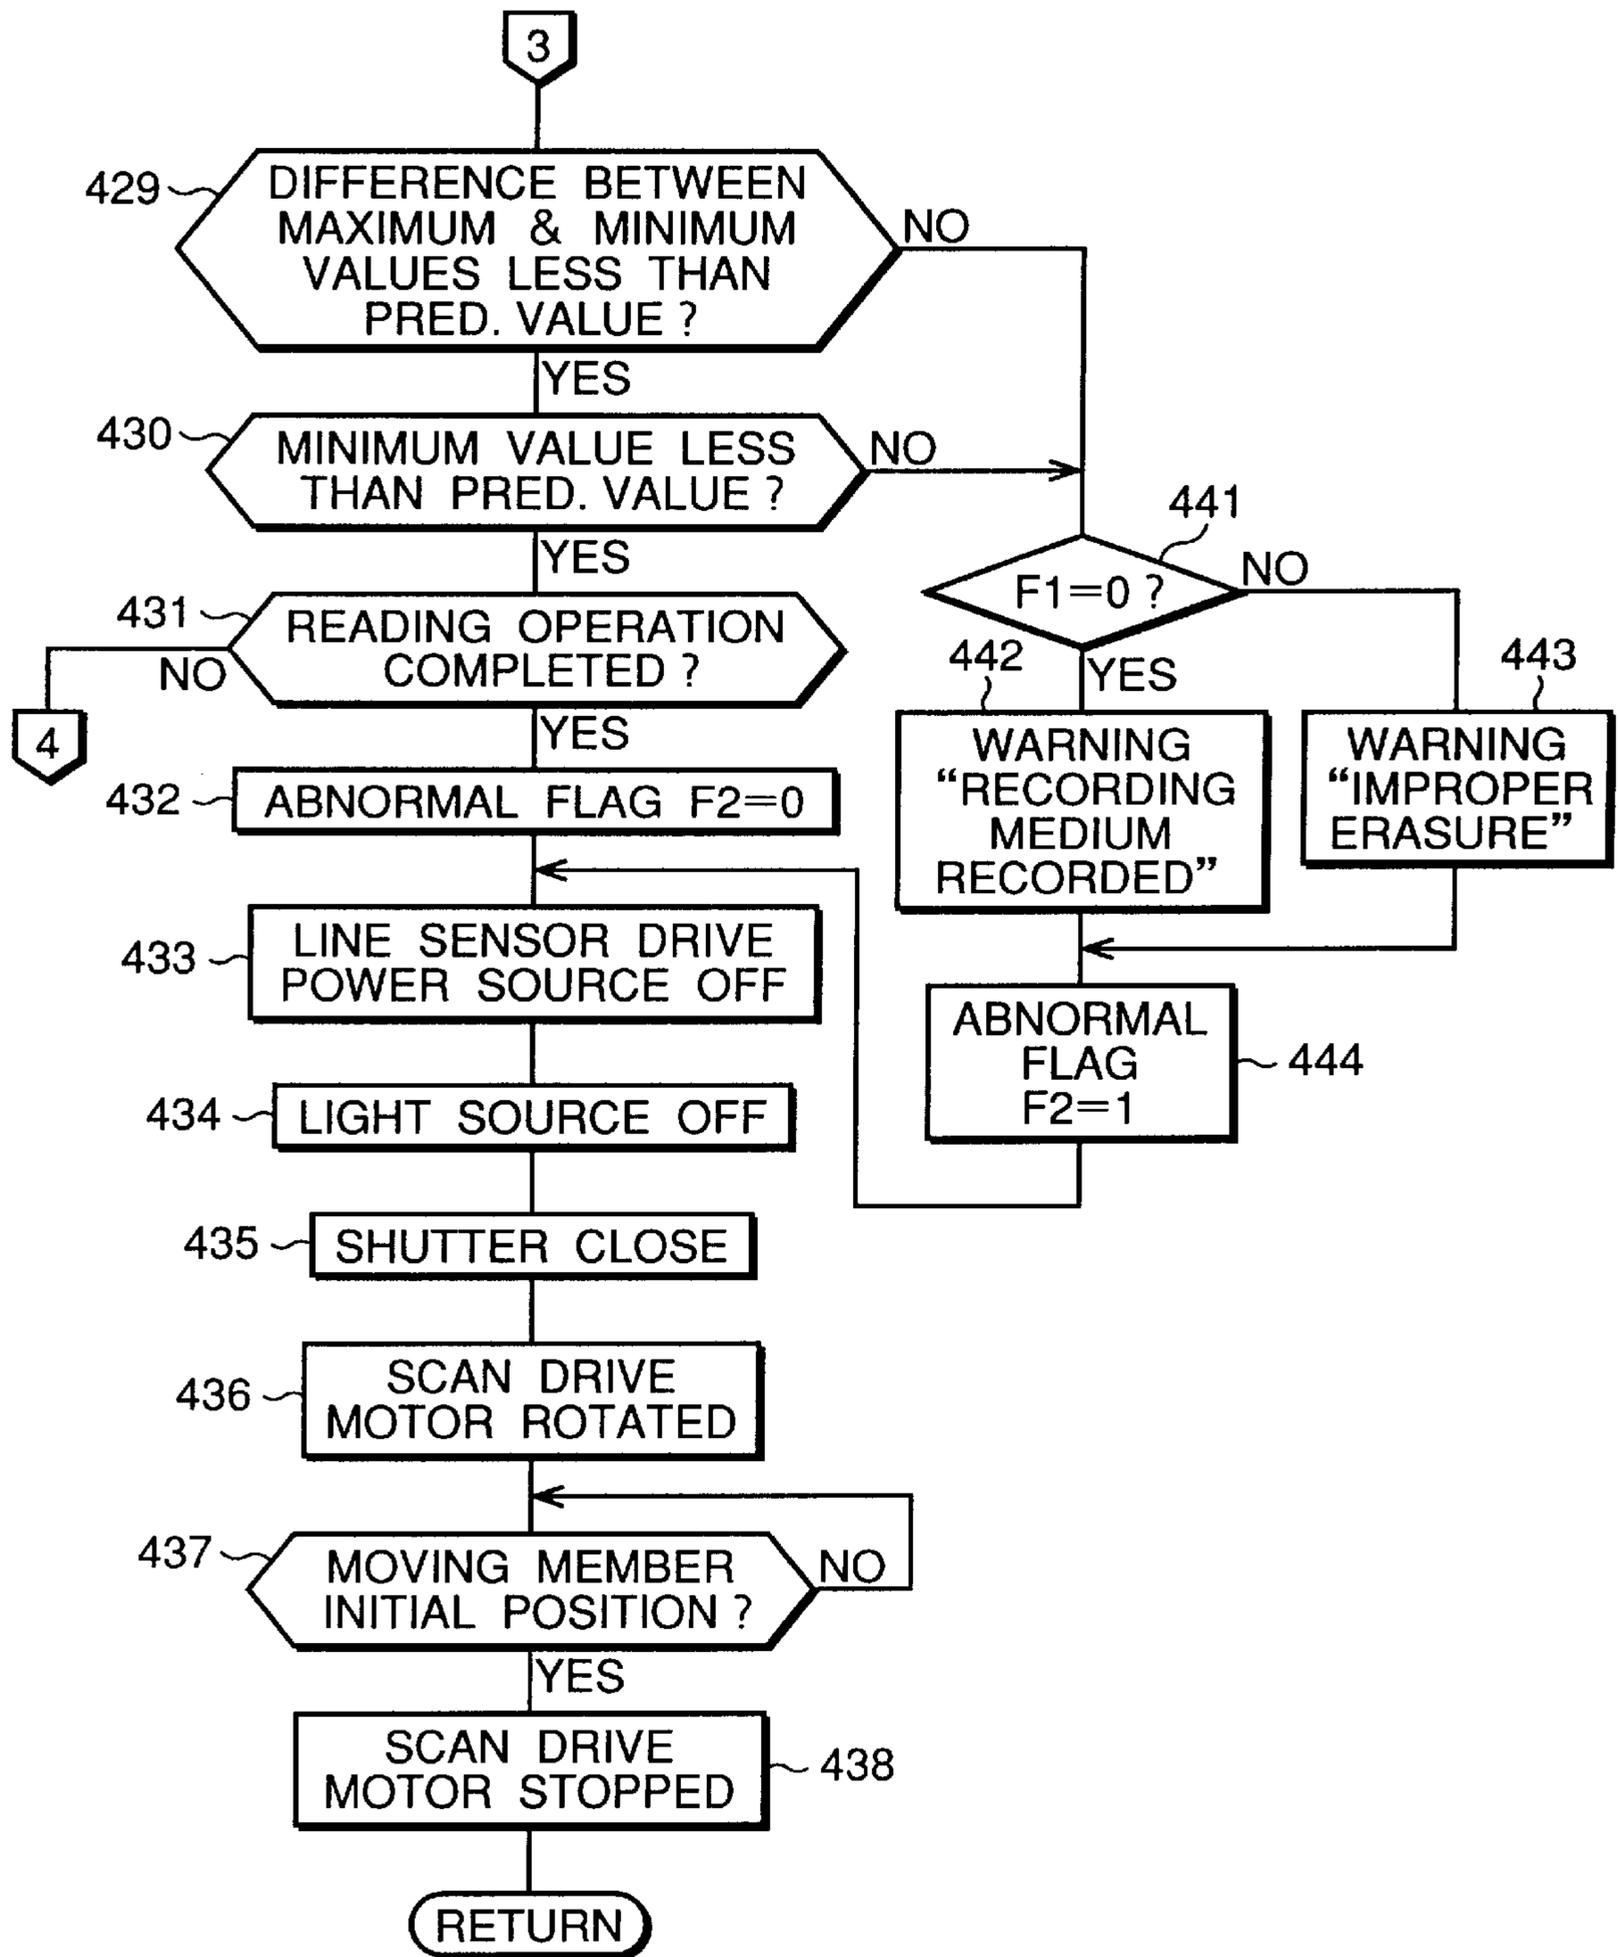 3
429
DIFFERENCE BETWEEN
MAXIMUM & MINIMUM
VALUES LESS THAN
PRED. VALUE ?
NO
YES
430
MINIMUM VALUE LESS
THAN PRED. VALUE ?
NO
YES
431
READING OPERATION
COMPLETED ?
NO
4
YES
432
ABNORMAL FLAG F2=0
433
LINE SENSOR DRIVE
POWER SOURCE OFF
434
LIGHT SOURCE OFF
435
SHUTTER CLOSE
436
SCAN DRIVE
MOTOR ROTATED
437
MOVING MEMBER
INITIAL POSITION ?
NO
YES
SCAN DRIVE
MOTOR STOPPED
438
RETURN
441
F1=0 ?
NO
YES
442
WARNING
“RECORDING
MEDIUM
RECORDED”
443
WARNING
“IMPROPER
ERASURE”
ABNORMAL
FLAG
F2=1
444